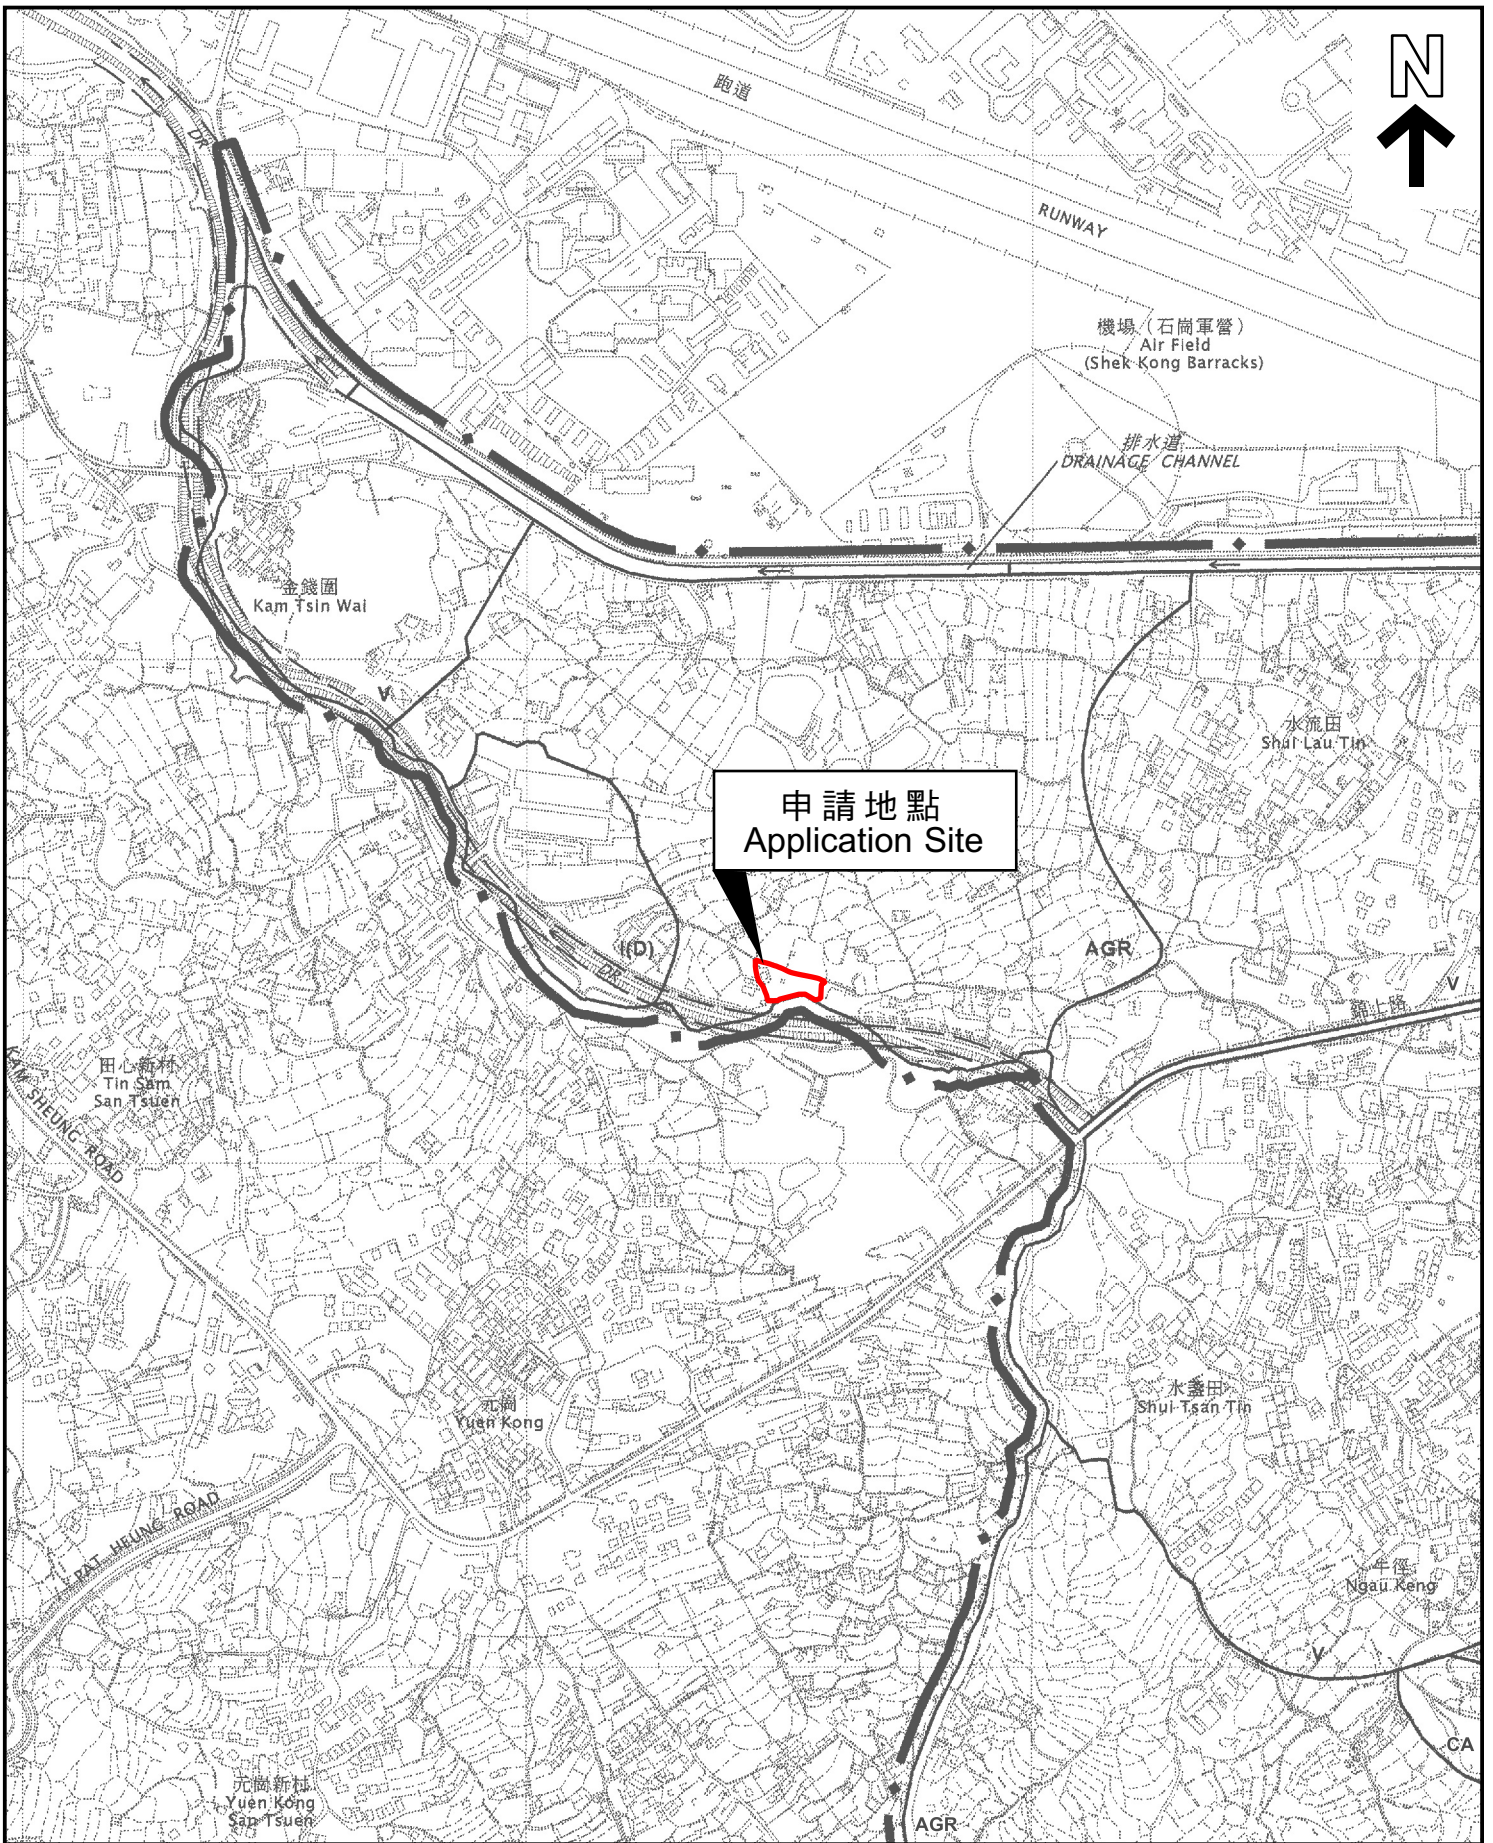 N
跑道
DR
RUNWAY
機場（石崗軍營）
Air Field
(Shek Kong Barracks)
排水道
DRAINAGE CHANNEL
金錢圍
Kam Tsin Wai
V
水流田
Shui Lau Tin
申請地點
Application Site
I(D)
DR
AGR
V
錦上路
田心新村
Tin Sam
San Tsuen
KAM SHEUNG ROAD
水盞田
Shui Tsan Tin
元崗
Yuen Kong
PAT HEUNG ROAD
牛徑
Ngau Keng
V
CA
元崗新村
Yuen Kong
San Tsuen
AGR